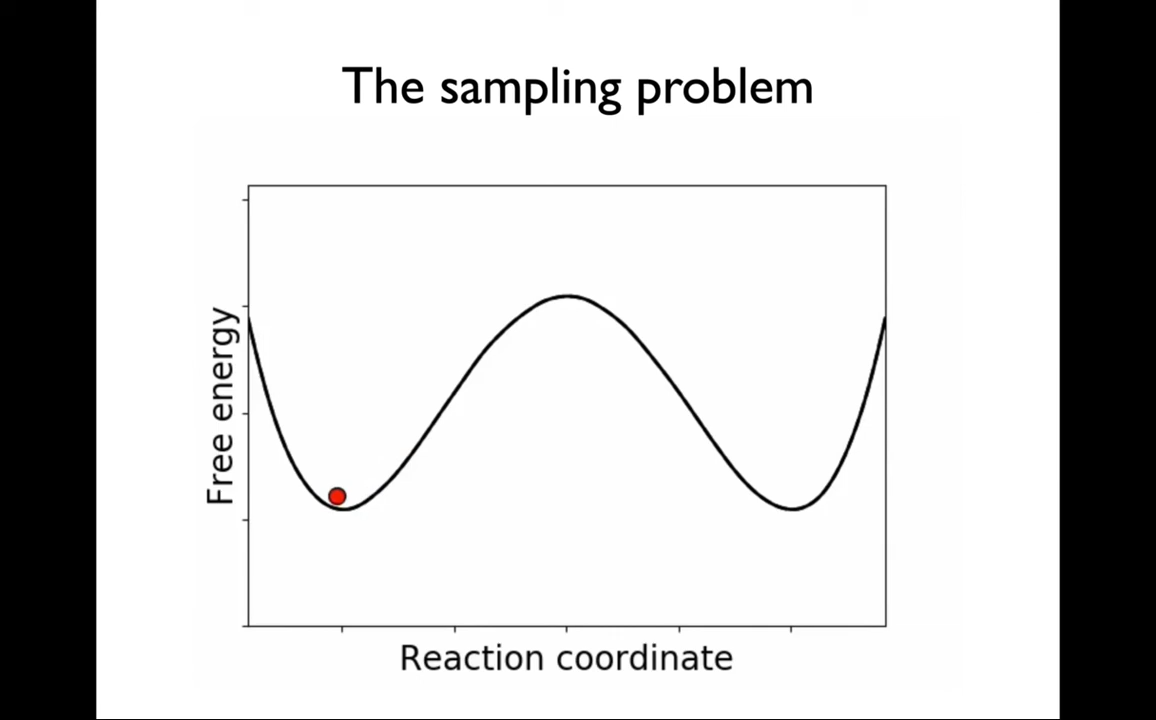 The sampling problem
Free energy
Reaction coordinate